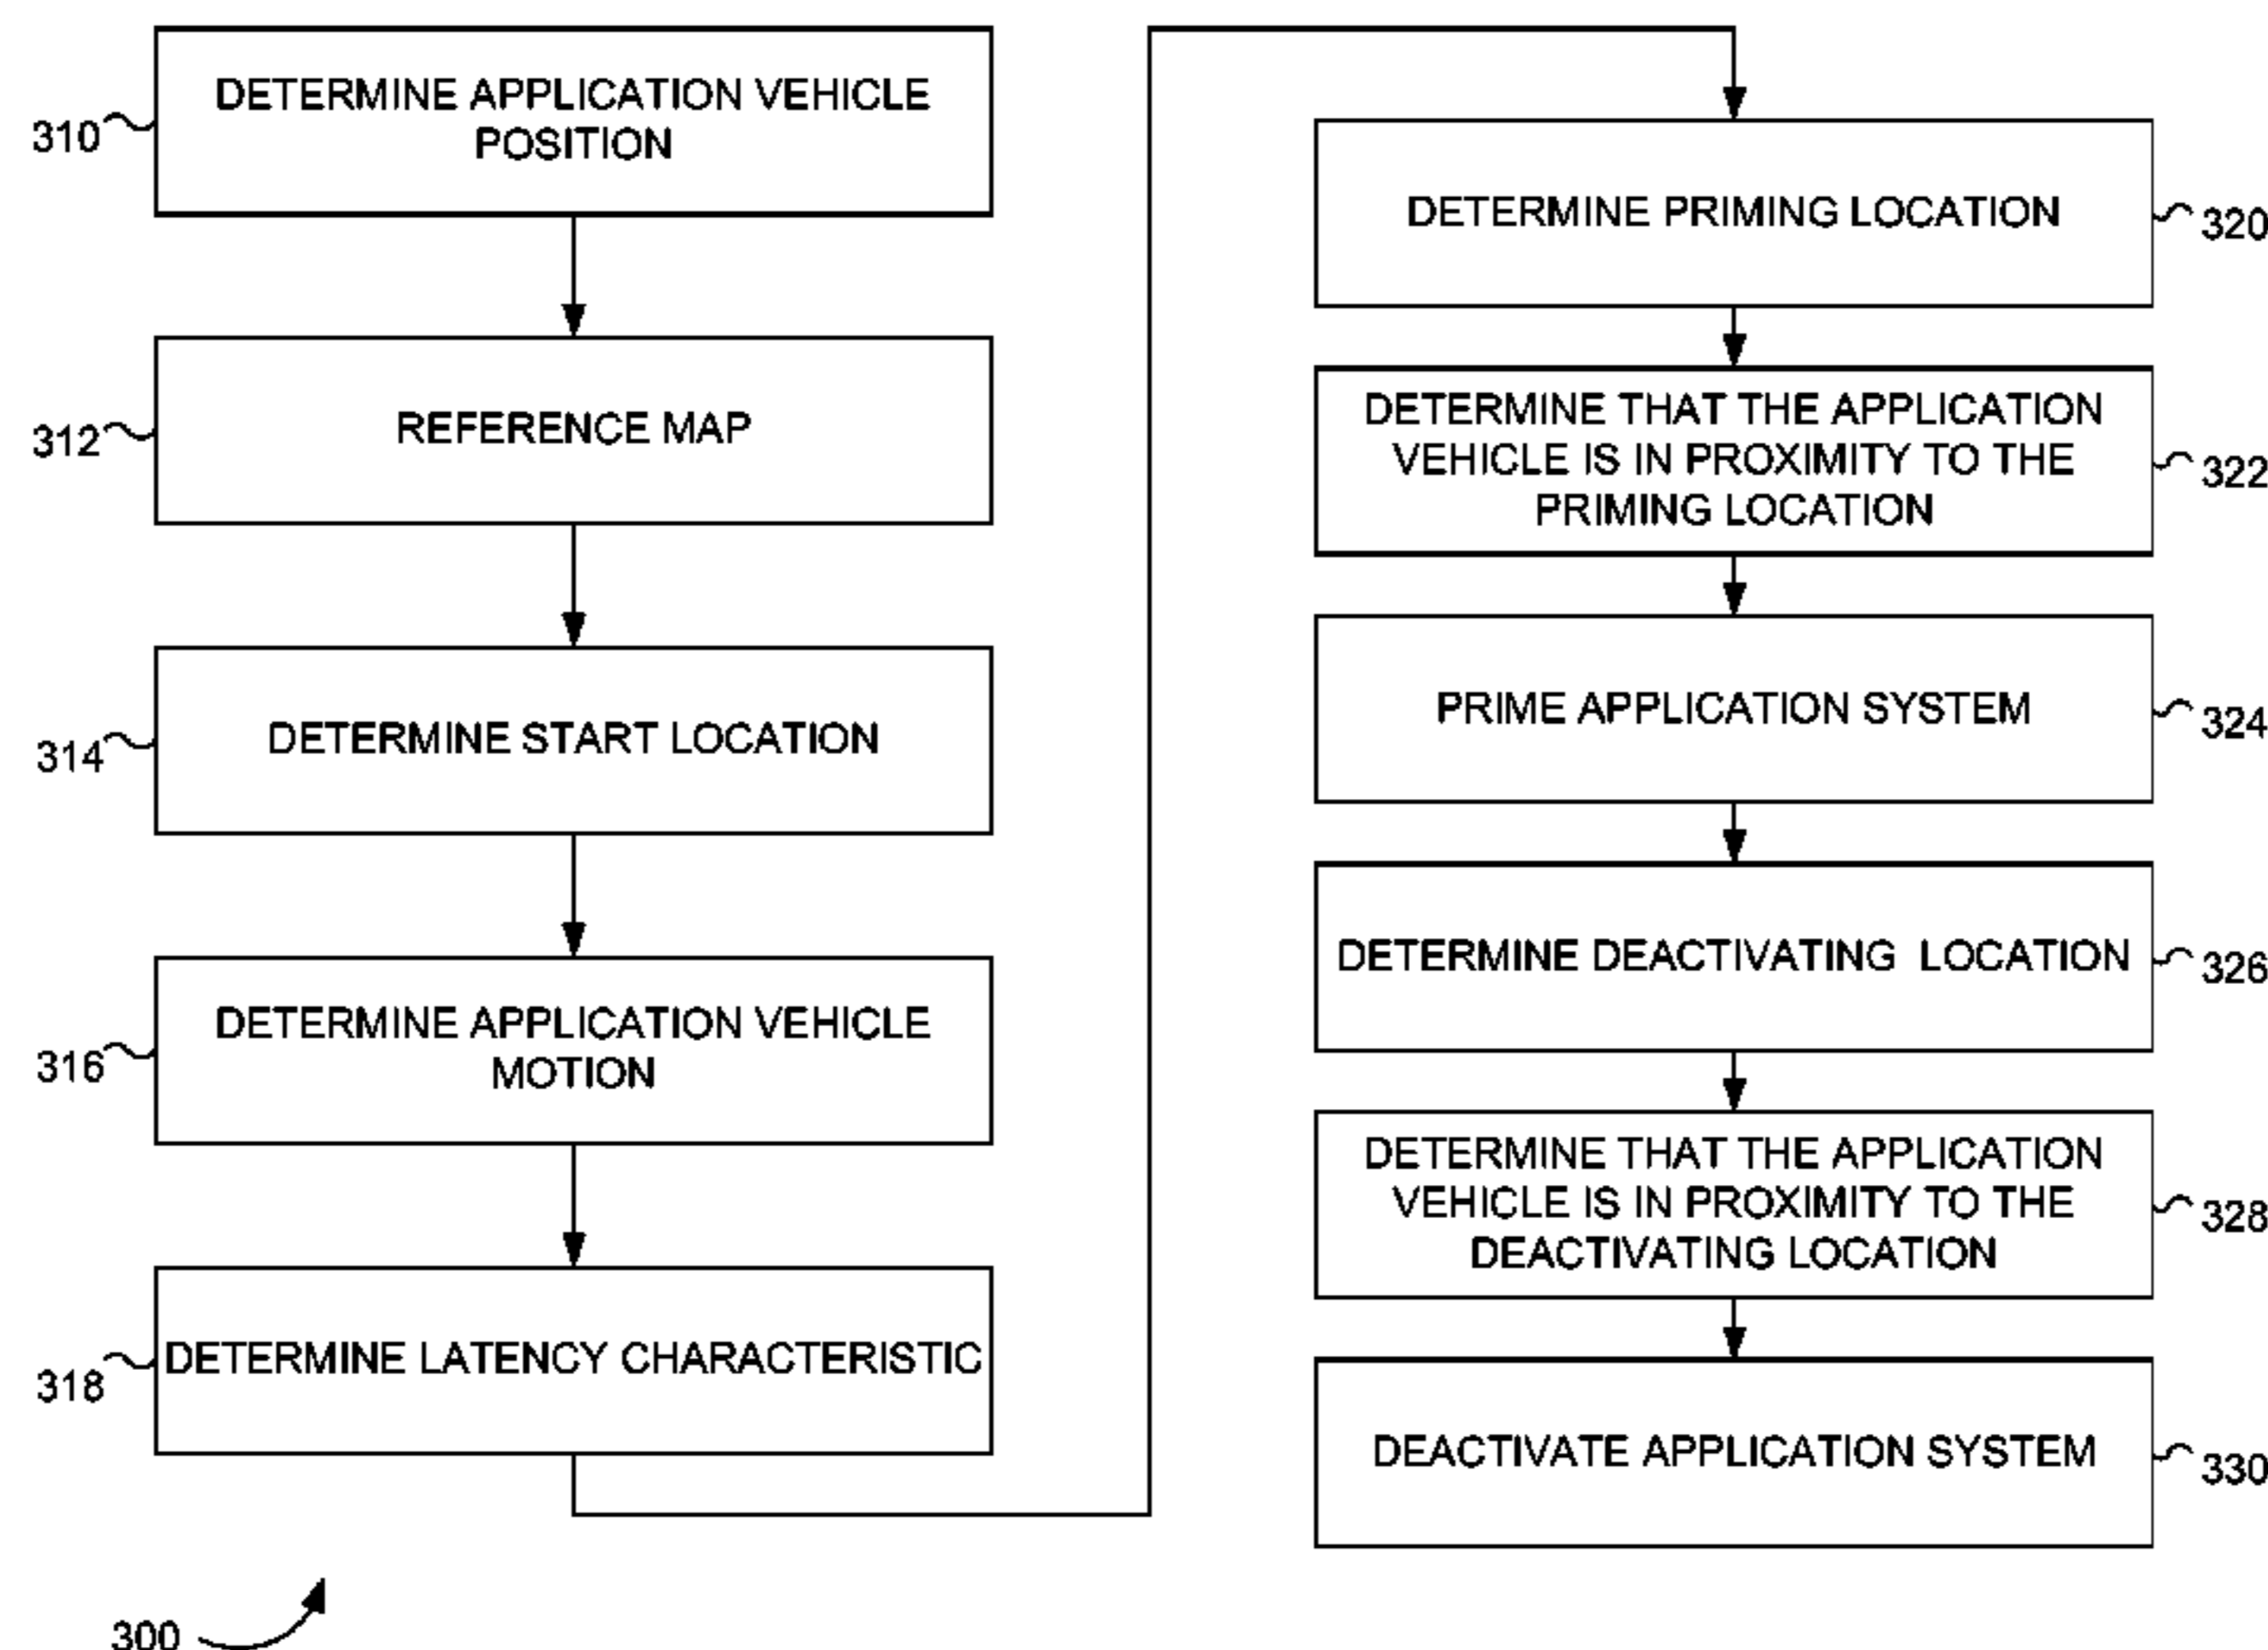 310
DETERMINE APPLICATION VEHICLE
POSITION
312
REFERENCE MAP
314
DETERMINE START LOCATION
316
DETERMINE APPLICATION VEHICLE
MOTION
318
DETERMINE LATENCY CHARACTERISTIC
DETERMINE PRIMING LOCATION
320
DETERMINE THAT THE APPLICATION
VEHICLE IS IN PROXIMITY TO THE
PRIMING LOCATION
322
PRIME APPLICATION SYSTEM
324
DETERMINE DEACTIVATING LOCATION
326
DETERMINE THAT THE APPLICATION
VEHICLE IS IN PROXIMITY TO THE
DEACTIVATING LOCATION
328
DEACTIVATE APPLICATION SYSTEM
330
300